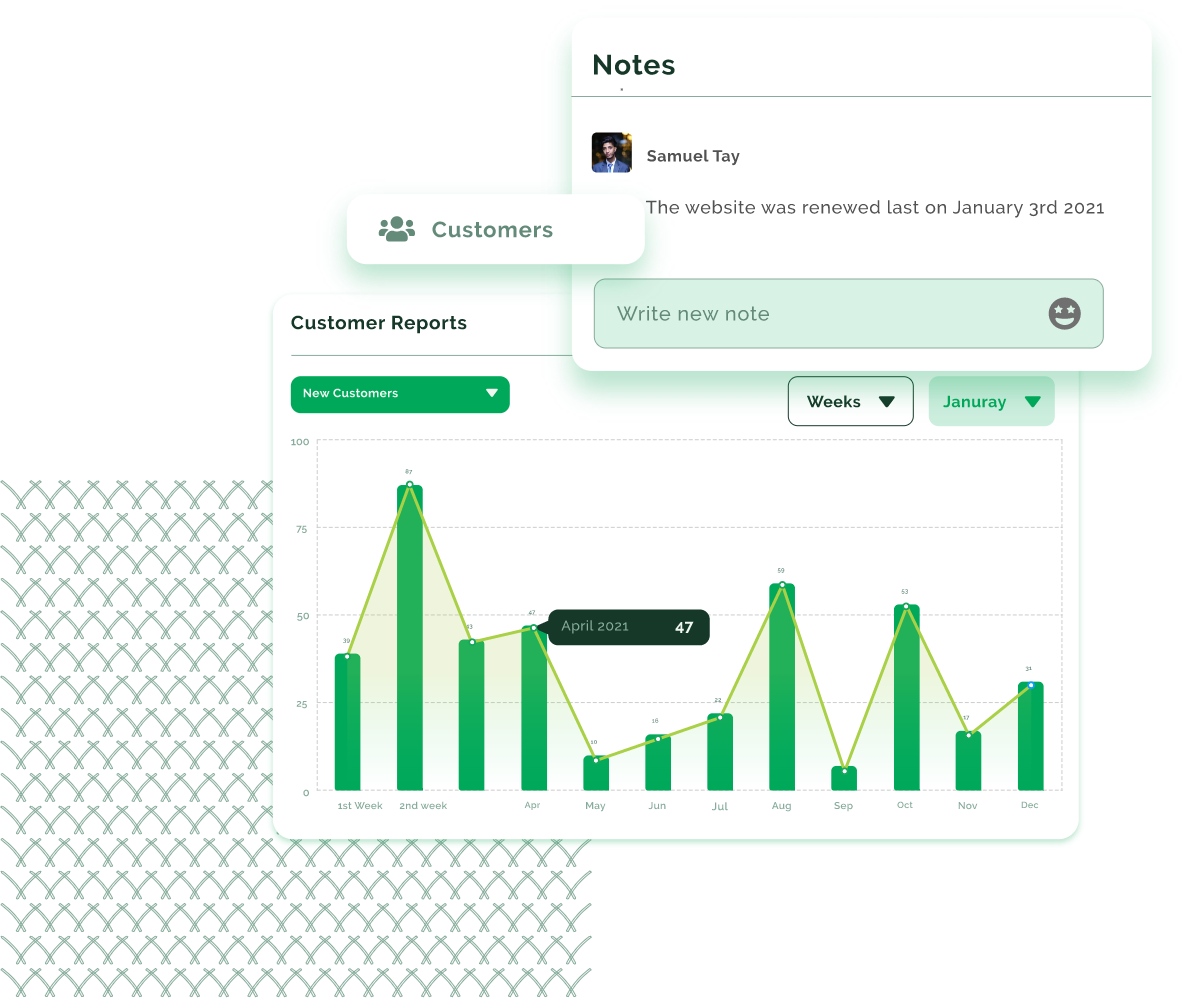 Notes
Samuel Tay
The website was renewed last on January 3rd 2021
Customers
Write new note
Customer Reports
New Customers
Weeks
Januray
100
75
50
25
0
39
87
43
47
10
16
22
59
53
17
31
April 2021 47
1st Week 2nd week Apr May Jun Jul Aug Sep Oct Nov Dec